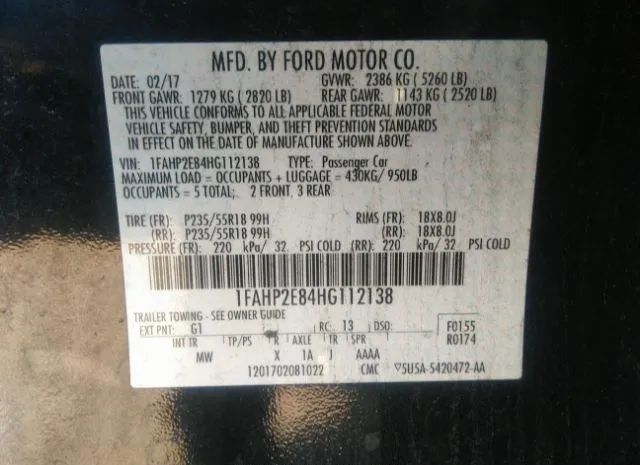 MFD. BY FORD MOTOR CO.
DATE: 02/17 GVWR: 2386 KG ( 5260 LB)
FRONT GAWR: 1279 KG ( 2820 LB) REAR GAWR: 1143 KG ( 2520 LB)
THIS VEHICLE CONFORMS TO ALL APPLICABLE FEDERAL MOTOR
VEHICLE SAFETY, BUMPER, AND THEFT PREVENTION STANDARDS
IN EFFECT ON THE DATE OF MANUFACTURE SHOWN ABOVE.
VIN: 1FAHP2E84HG112138 TYPE: Passenger Car
MAXIMUM LOAD = OCCUPANTS + LUGGAGE = 430KG/ 950LB
OCCUPANTS = 5 TOTAL; 2 FRONT, 3 REAR
TIRE (FR): P235/55R18 99H RIMS (FR): 18X8.0J
(RR): P235/55R18 99H (RR): 18X8.0J
PRESSURE (FR): 220 kPa/ 32 PSI COLD (RR): 220 kPa/ 32 PSI COLD
1FAHP2E84HG112138
TRAILER TOWING - SEE OWNER GUIDE
EXT PNT: G1 RC: 13 DSO: F0155
INT TR TP/PS R AXLE TR SPR R0174
MW X 1A J AAAA
1201702081022 CMC 5U5A-5420472-AA